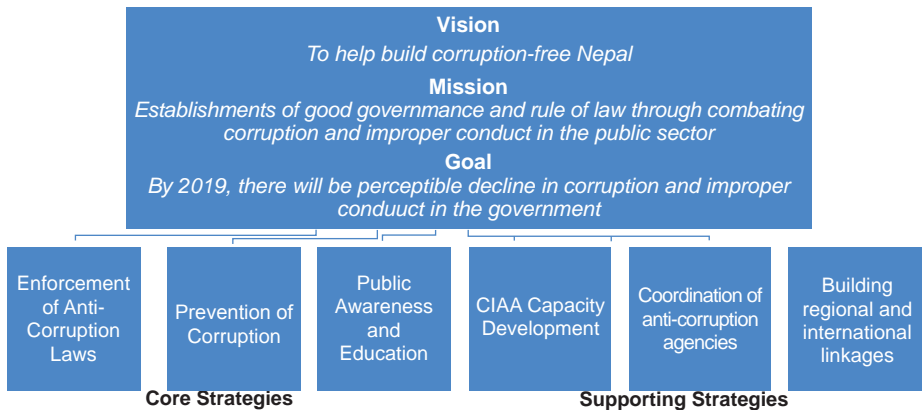 Vision
To help build corruption-free Nepal
Mission
Establishments of good governmance and rule of law through combating
corruption and improper conduct in the public sector
Goal
By 2019, there will be perceptible decline in corruption and improper
conduuct in the government
Enforcement
of Anti-
Corruption
Laws
Prevention of
Corruption
Public
Awareness
and
Education
CIAA Capacity
Development
Coordination of
anti-corruption
agencies
Building
regional and
international
linkages
Core Strategies
Supporting Strategies